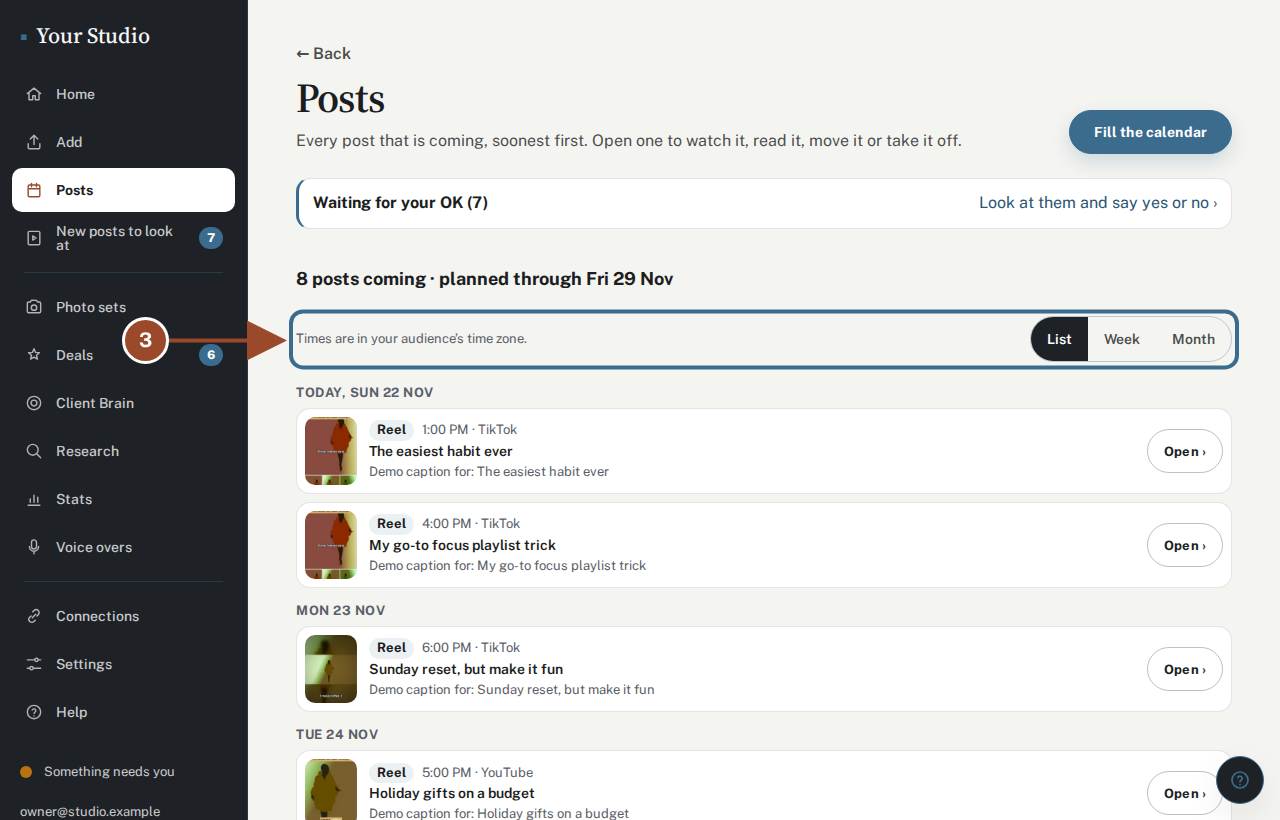 Your Studio
Home
Add
Posts
New posts to look
at
7
Photo sets
Deals
6
Client Brain
Research
Stats
Voice overs
Connections
Settings
Help
Something needs you
owner@studio.example
3
← Back
Posts
Every post that is coming, soonest first. Open one to watch it, read it, move it or take it off.
Fill the calendar
Waiting for your OK (7)
Look at them and say yes or no ›
8 posts coming · planned through Fri 29 Nov
Times are in your audience's time zone.
List
Week
Month
TODAY, SUN 22 NOV
Reel 1:00 PM · TikTok
The easiest habit ever
Demo caption for: The easiest habit ever
Open ›
Reel 4:00 PM · TikTok
My go-to focus playlist trick
Demo caption for: My go-to focus playlist trick
Open ›
MON 23 NOV
Reel 6:00 PM · TikTok
Sunday reset, but make it fun
Demo caption for: Sunday reset, but make it fun
Open ›
TUE 24 NOV
Reel 5:00 PM · YouTube
Holiday gifts on a budget
Demo caption for: Holiday gifts on a budget
Open ›